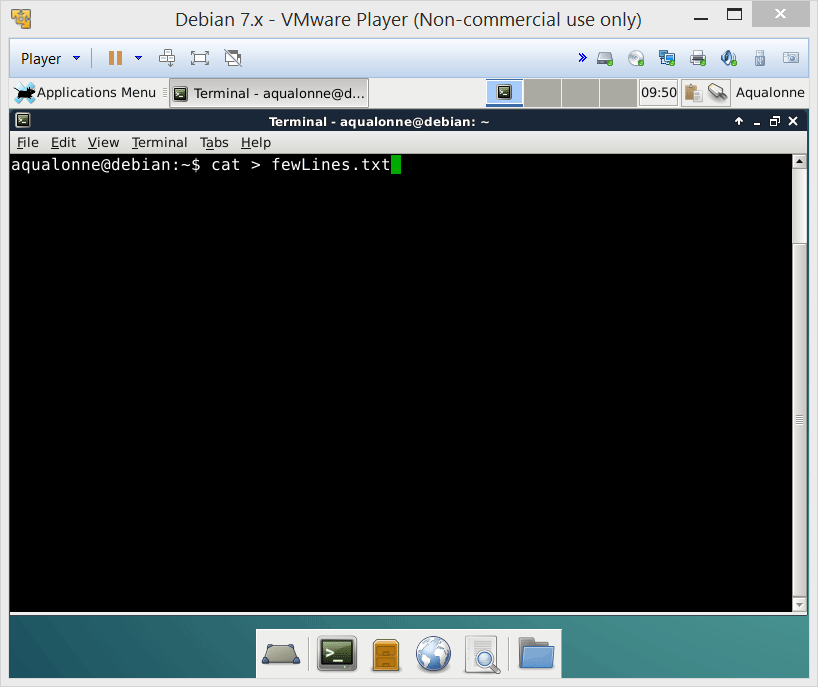 Debian 7.x - VMware Player (Non-commercial use only)
Player
Applications Menu
Terminal - aqualonne@d...
09:50
Aqualonne
Terminal - aqualonne@debian: ~
File Edit View Terminal Tabs Help
aqualonne@debian:~$ cat > fewLines.txt